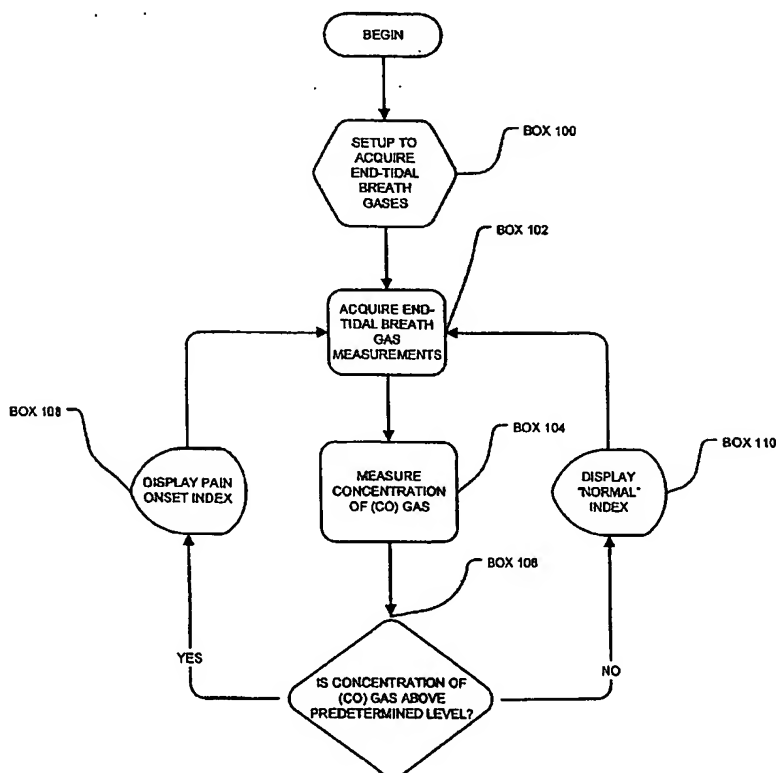 BEGIN
BOX 100
SETUP TO
ACQUIRE
END-TIDAL
BREATH
GASES
BOX 102
ACQUIRE END-
TIDAL BREATH
GAS
MEASUREMENTS
BOX 108
BOX 104
BOX 110
DISPLAY PAIN
ONSET INDEX
MEASURE
CONCENTRATION
OF (CO) GAS
DISPLAY
"NORMAL"
INDEX
BOX 106
YES
NO
IS CONCENTRATION OF
(CO) GAS ABOVE
PREDETERMINED LEVEL?